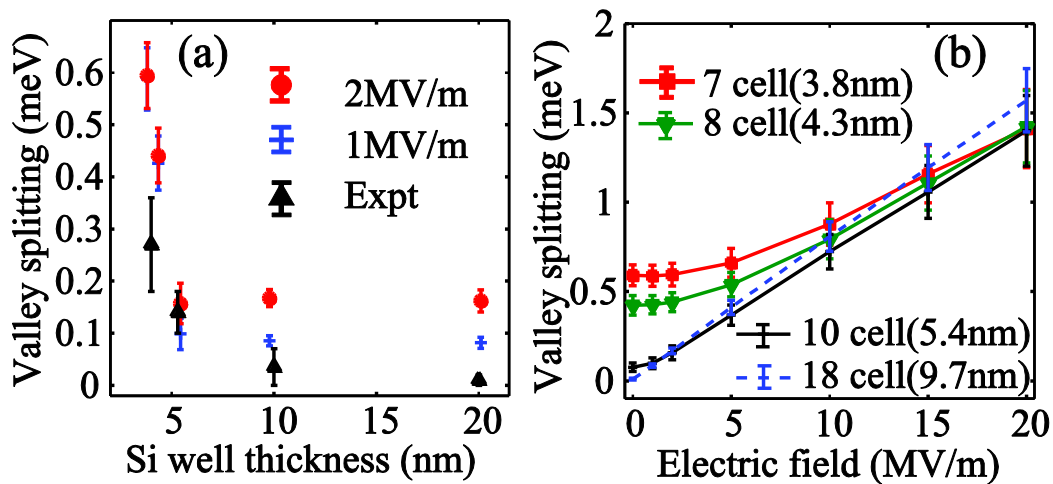 (a)
2MV/m
1MV/m
Expt
Valley splitting (meV)
0.6
0.5
0.4
0.3
0.2
0.1
0
5
10
15
20
Si well thickness (nm)
(b)
7 cell(3.8nm)
8 cell(4.3nm)
10 cell(5.4nm)
18 cell(9.7nm)
Valley splitting (meV)
2
1.5
1
0.5
0
0
5
10
15
20
Electric field (MV/m)